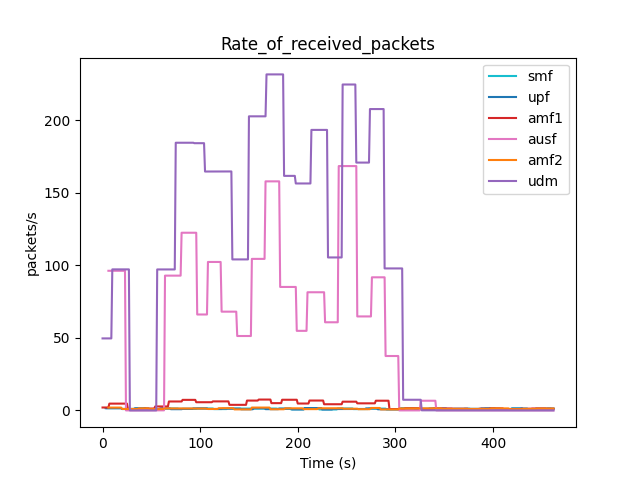 Rate_of_received_packets
smf
upf
amf1
ausf
amf2
udm
packets/s
200
150
100
50
0
0 100 200 300 400
Time (s)